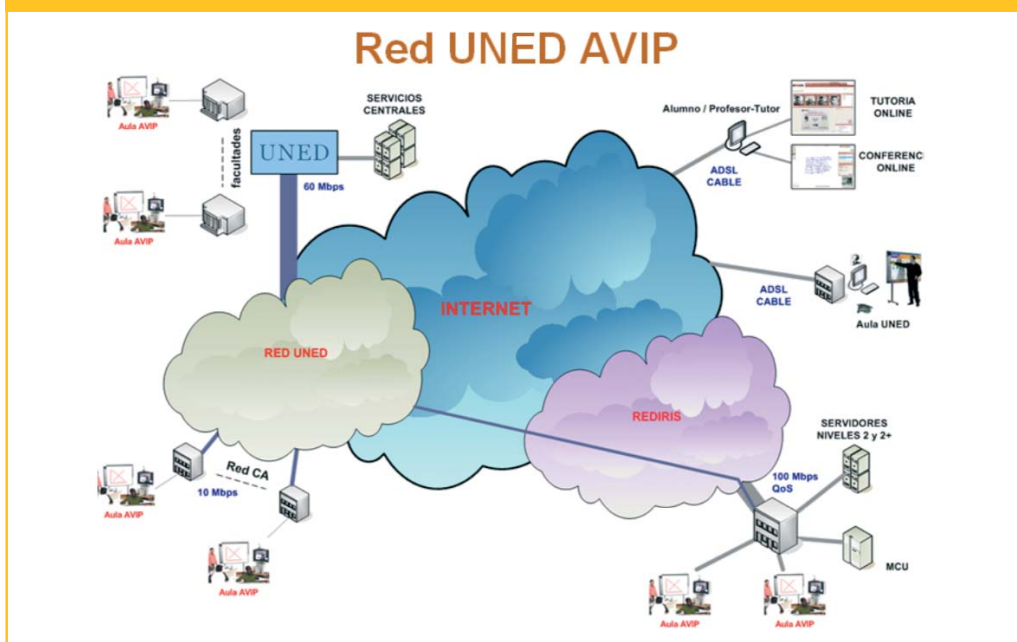 Red UNED AVIP
Aula AVIP
Aula AVIP
facultades
UNED
60 Mbps
SERVICIOS
CENTRALES
Alumno / Profesor-Tutor
ADSL
CABLE
TUTORIA
ONLINE
CONFERENCI
ONLINE
INTERNET
ADSL
CABLE
Aula UNED
RED UNED
REDIRIS
Red CA
10 Mbps
Aula AVIP
Aula AVIP
100 Mbps
QoS
SERVIDORES
NIVELES 2 y 2+
MCU
Aula AVIP
Aula AVIP